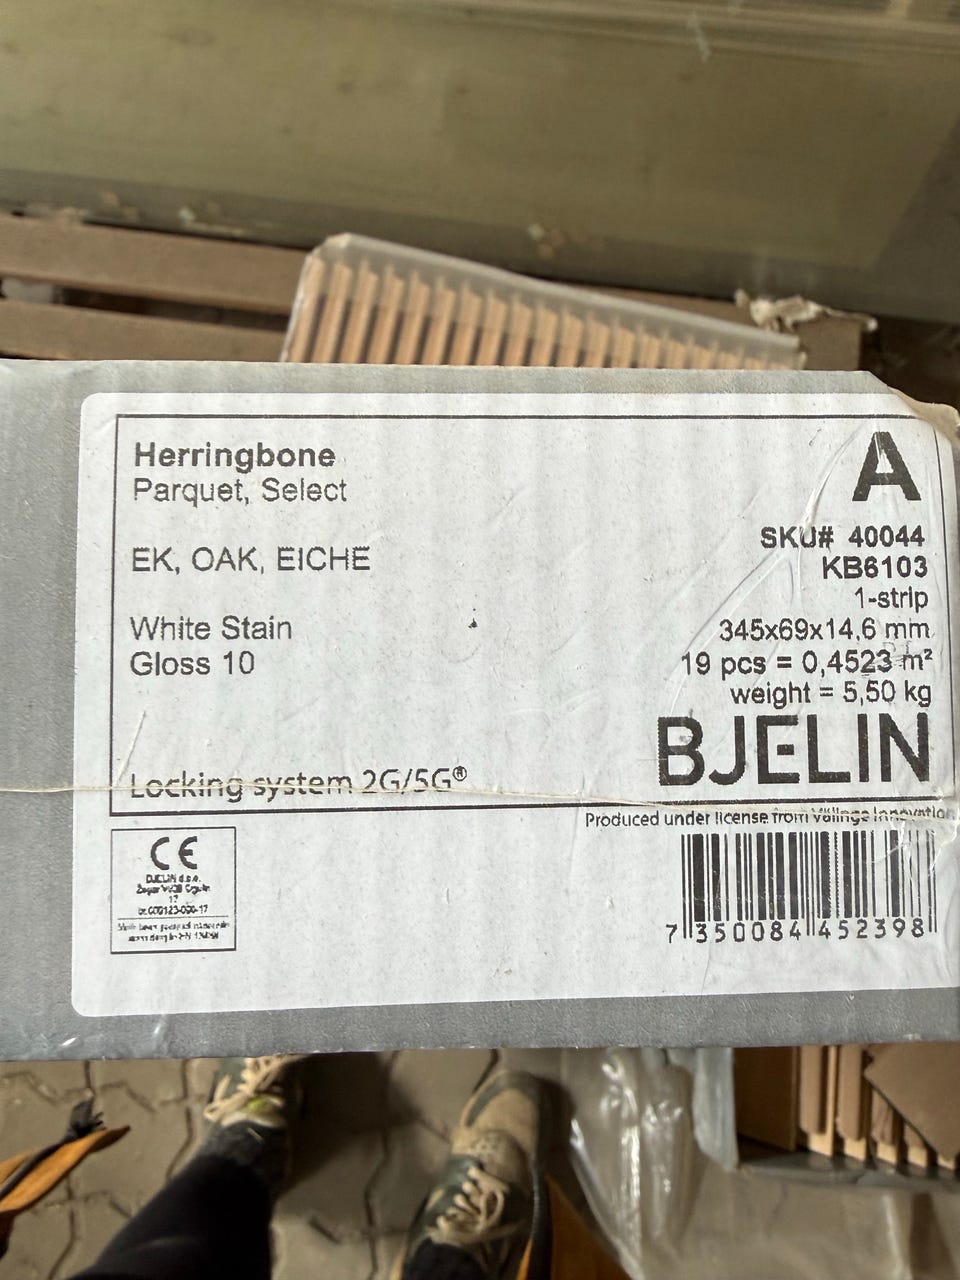 Herringbone
Parquet, Select
EK, OAK, EICHE
White Stain
Gloss 10
Locking system 2G/5G®
A
SKU# 40044
KB6103
1-strip
345x69x14,6 mm
19 pcs = 0,4523 m²
weight = 5,50 kg
BJELIN
Produced under license from Välinge Innovation
CE
BJELIN d.o.o.
17
7 350084 452398